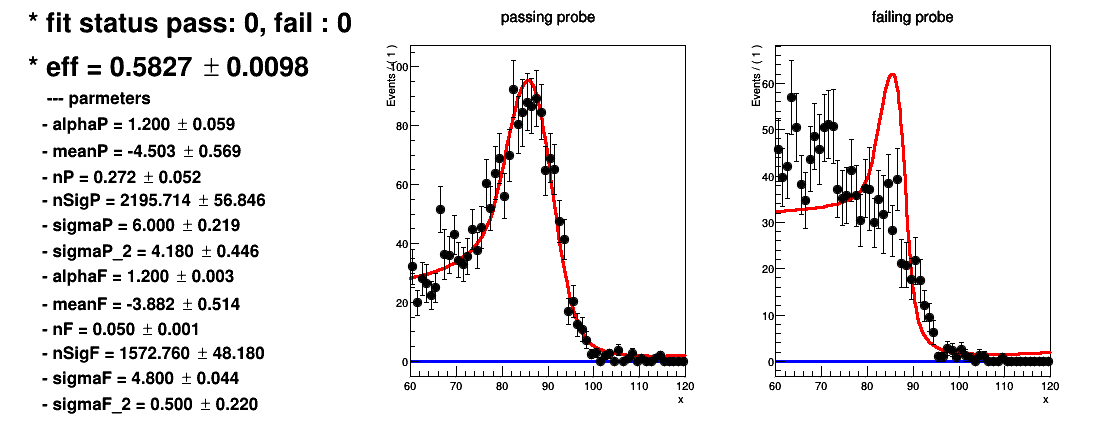 * fit status pass: 0, fail : 0
* eff = 0.5827 ± 0.0098
--- parmeters
- alphaP = 1.200 ± 0.059
- meanP = -4.503 ± 0.569
- nP = 0.272 ± 0.052
- nSigP = 2195.714 ± 56.846
- sigmaP = 6.000 ± 0.219
- sigmaP_2 = 4.180 ± 0.446
- alphaF = 1.200 ± 0.003
- meanF = -3.882 ± 0.514
- nF = 0.050 ± 0.001
- nSigF = 1572.760 ± 48.180
- sigmaF = 4.800 ± 0.044
- sigmaF_2 = 0.500 ± 0.220
passing probe
Events / ( 1 )
100
80
60
40
20
0
60 70 80 90 100 110 120
x
failing probe
Events / ( 1 )
60
50
40
30
20
10
0
60 70 80 90 100 110 120
x